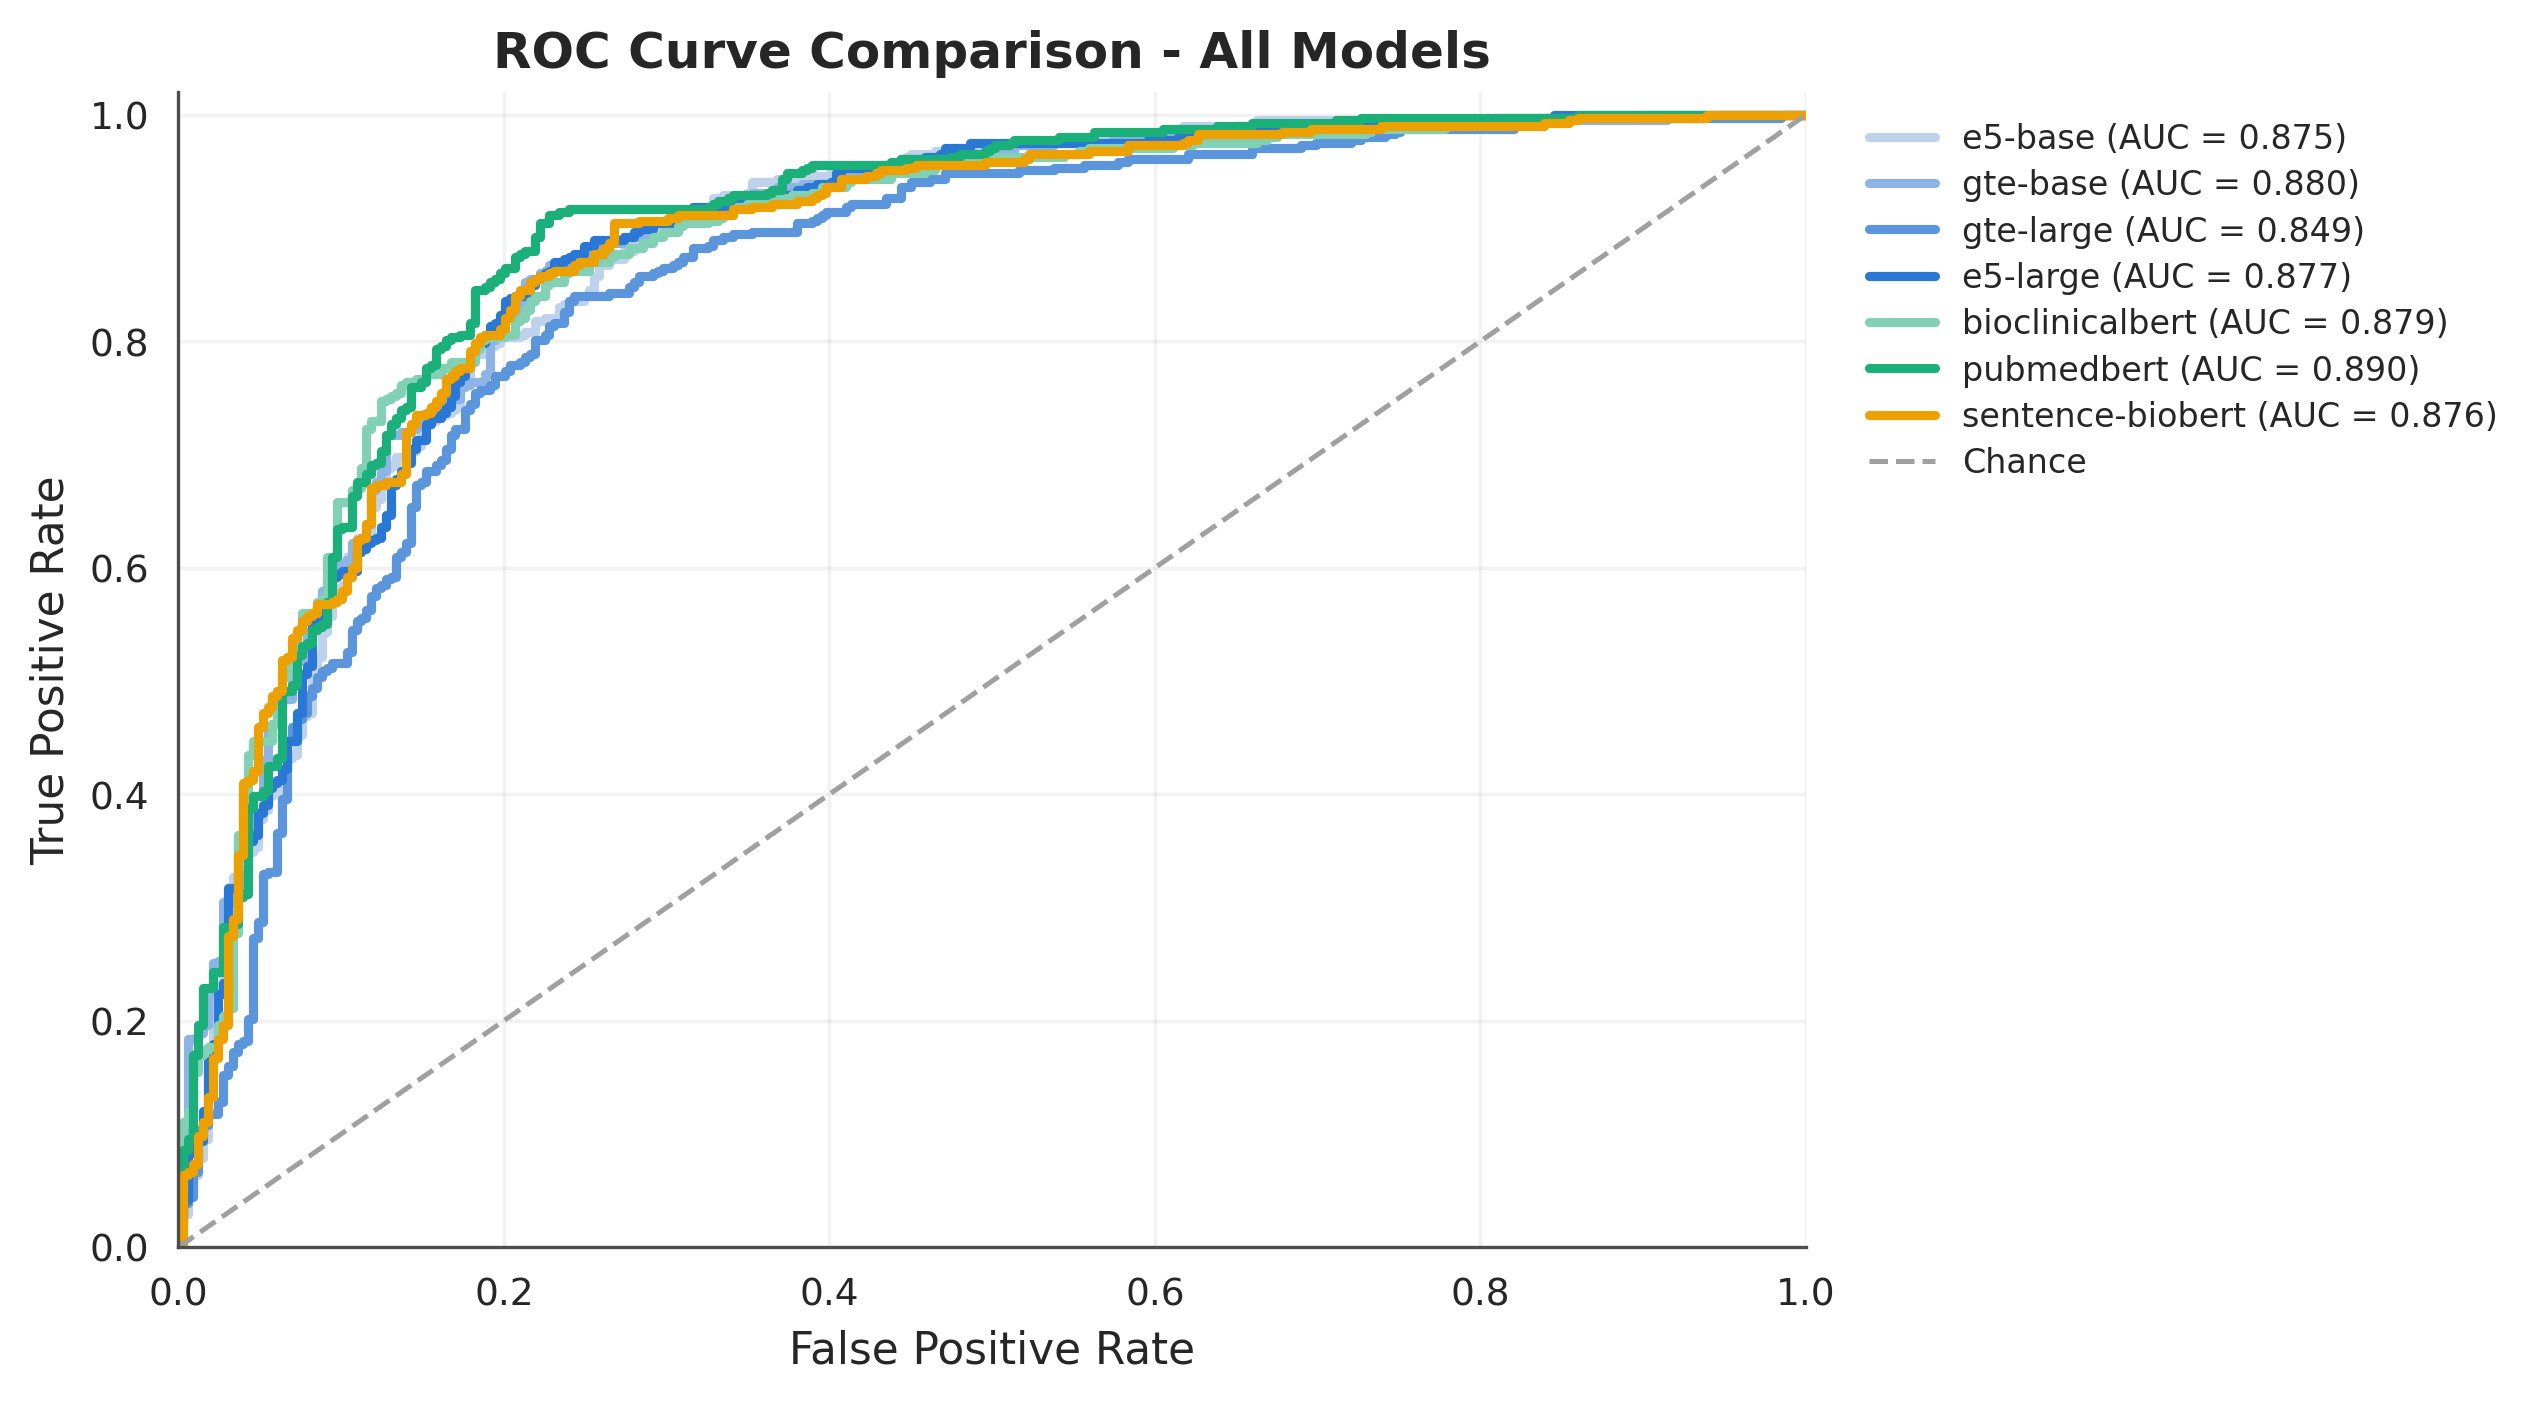 ROC Curve Comparison - All Models
True Positive Rate
1.0
0.8
0.6
0.4
0.2
0.0
0.0 0.2 0.4 0.6 0.8 1.0
False Positive Rate
e5-base (AUC = 0.875)
gte-base (AUC = 0.880)
gte-large (AUC = 0.849)
e5-large (AUC = 0.877)
bioclinicalbert (AUC = 0.879)
pubmedbert (AUC = 0.890)
sentence-biobert (AUC = 0.876)
Chance